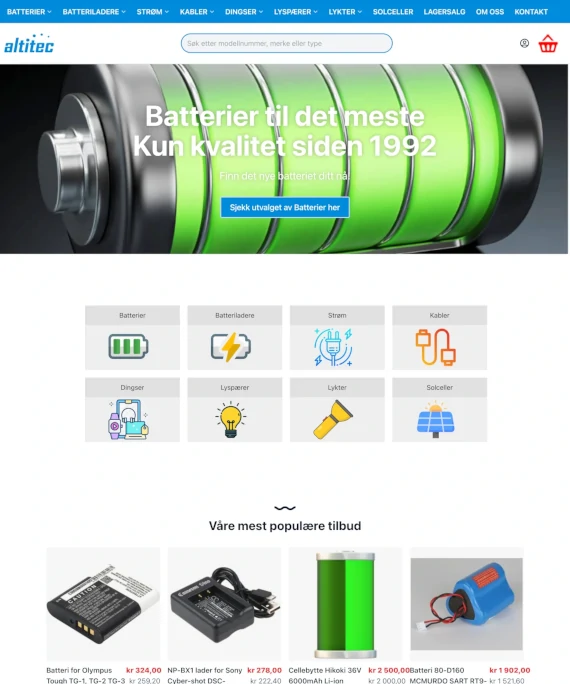 BATTERIER BATTERILADERE STRØM KABLER DINGSER LYSPÆRER LYKTER SOLCELLER LAGERSALG OM OSS KONTAKT
altitec
Søk etter modellnummer, merke eller type
Batterier til det meste
Kun kvalitet siden 1992
Finn det nye batteriet ditt nå!
Sjekk utvalget av Batterier her
Batterier Batteriladere Strøm Kabler
Dingser Lyspærer Lykter Solceller
Våre mest populære tilbud
CAUTION
Batteri for Olympus kr 324,00 NP-BX1 lader for Sony kr 278,00 Cellebytte Hikoki 36V kr 2 500,00 Batteri 80-0160 kr 1 902,00
Tough TG-1, TG-2 TG-3 kr 259,20 Cyber-shot DSC- kr 222,40 6000mAh Li-ion kr 2 000,00 MCMURDO SART RT9- kr 1 521,60